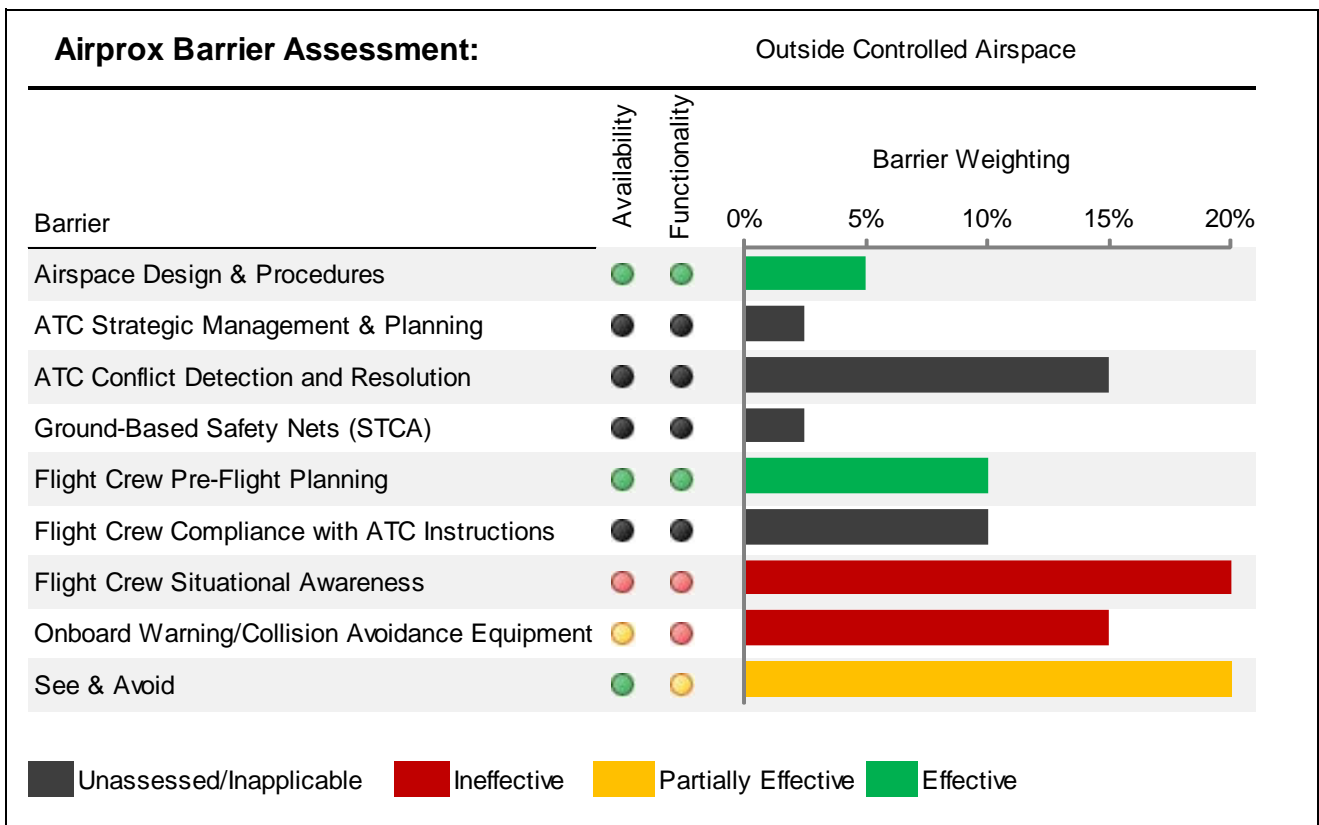 Airprox Barrier Assessment: Outside Controlled Airspace
Availability
Functionality
Barrier Weighting
Barrier
0% 5% 10% 15% 20%
Airspace Design & Procedures
ATC Strategic Management & Planning
ATC Conflict Detection and Resolution
Ground-Based Safety Nets (STCA)
Flight Crew Pre-Flight Planning
Flight Crew Compliance with ATC Instructions
Flight Crew Situational Awareness
Onboard Warning/Collision Avoidance Equipment
See & Avoid
Unassessed/Inapplicable Ineffective Partially Effective Effective